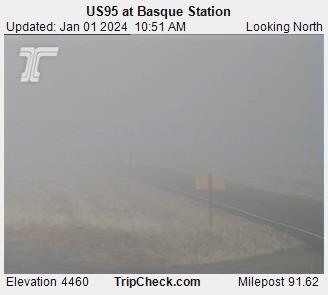 US95 at Basque Station
Updated: Jan 01 2024 10:51 AM Looking North
Elevation 4460 TripCheck.com Milepost 91.62